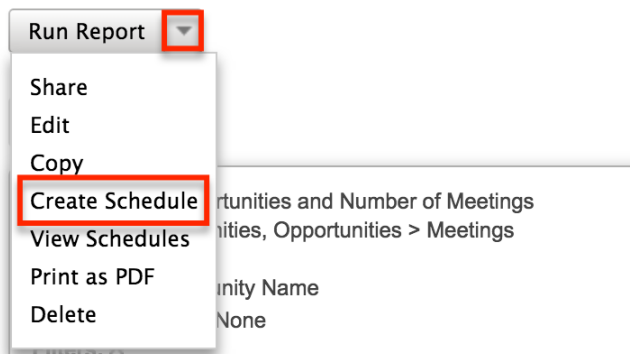 Run Report
Share
Edit
Copy
Create Schedule
rtunities and Number of Meetings
View Schedules
nities, Opportunities > Meetings
Print as PDF
unity Name
Delete
None